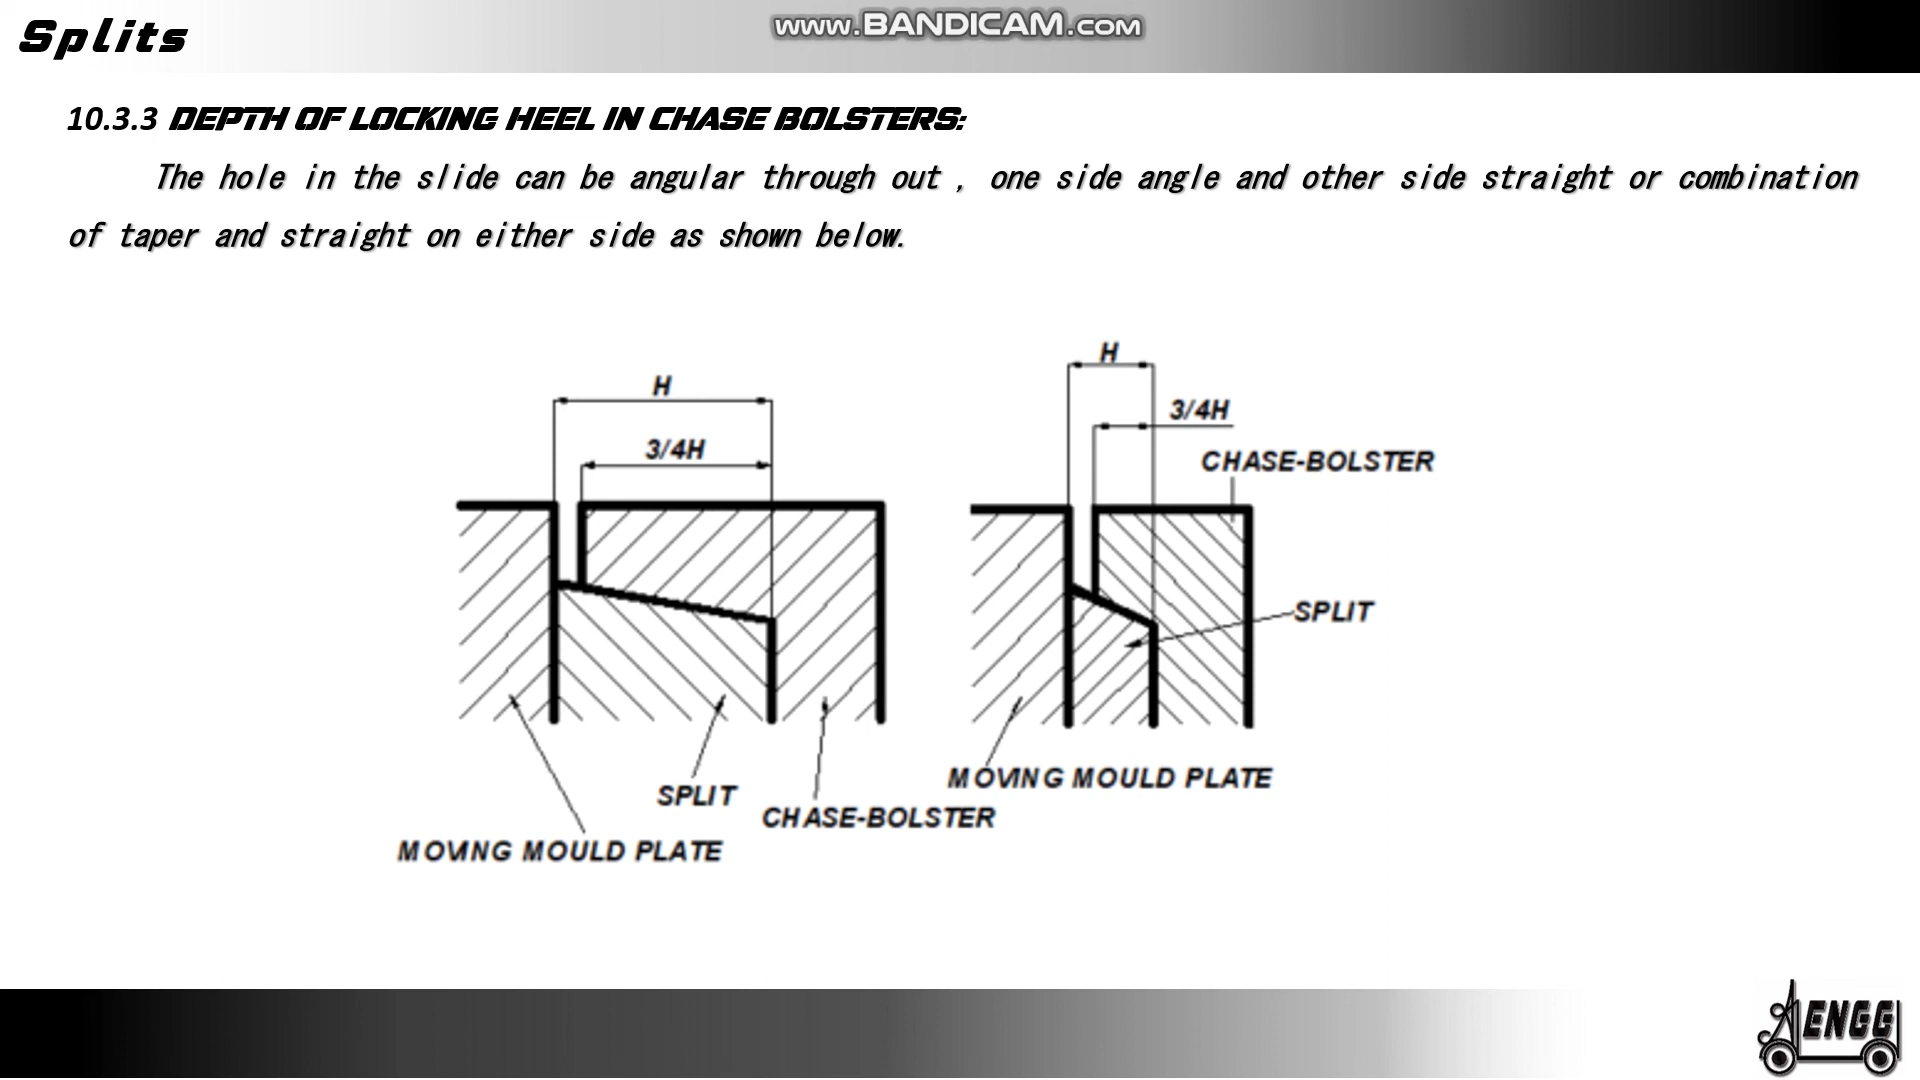 Splits
www.BANDICAM.com
10.3.3 DEPTH OF LOCKING HEEL IN CHASE BOLSTERS:
The hole in the slide can be angular through out , one side angle and other side straight or combination
of taper and straight on either side as shown below.
H
3/4H
H
3/4H
CHASE-BOLSTER
SPLIT
MOVING MOULD PLATE
SPLIT
CHASE-BOLSTER
MOVING MOULD PLATE
ENGG